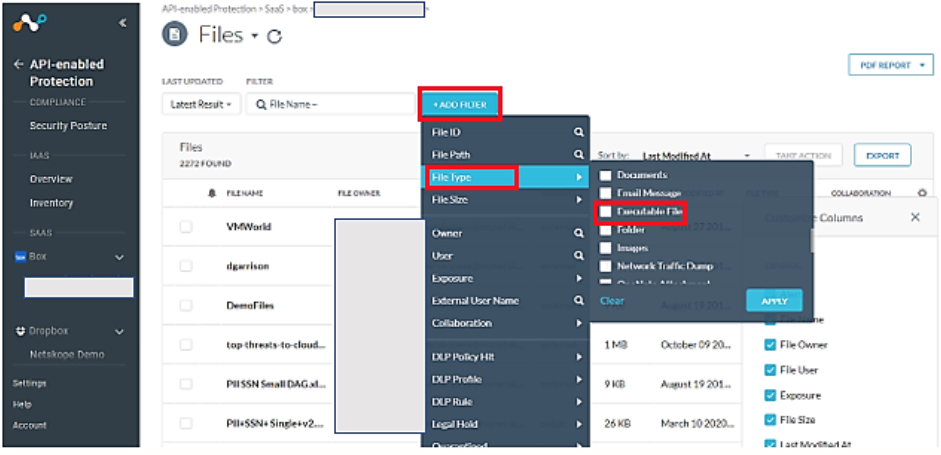 API-enabled Protection > SaaS > box >
Files
LAST UPDATED
FILTER
Latest Result
File Name ~
+ ADD FILTER
PDF REPORT
API-enabled
Protection
COMPLIANCE
Security Posture
IAAS
Overview
Inventory
SAAS
Box
Dropbox
Netskope Demo
Settings
Help
Account
Files
2272 FOUND
Sort by: Last Modified At
TAKE ACTION
EXPORT
FILE NAME
FILE OWNER
COLLABORATION
VMWorld
dgarrison
DemoFiles
top-threats-to-cloud...
1 MB
October 09 20...
PII SSN Small DAG.xl...
9 KB
August 19 201...
PII+SSN+ Single+v2....
26 KB
March 10 2020...
File ID
File Path
File Type
File Size
Owner
User
Exposure
External User Name
Collaboration
DLP Policy Hit
DLP Profile
DLP Rule
Legal Hold
Quarantined
Documents
Email Message
Executable File
Folder
Images
Network Traffic Dump
OneNote Attachment
Clear
APPLY
Columns
File Owner
File User
Exposure
File Size
Last Modified At